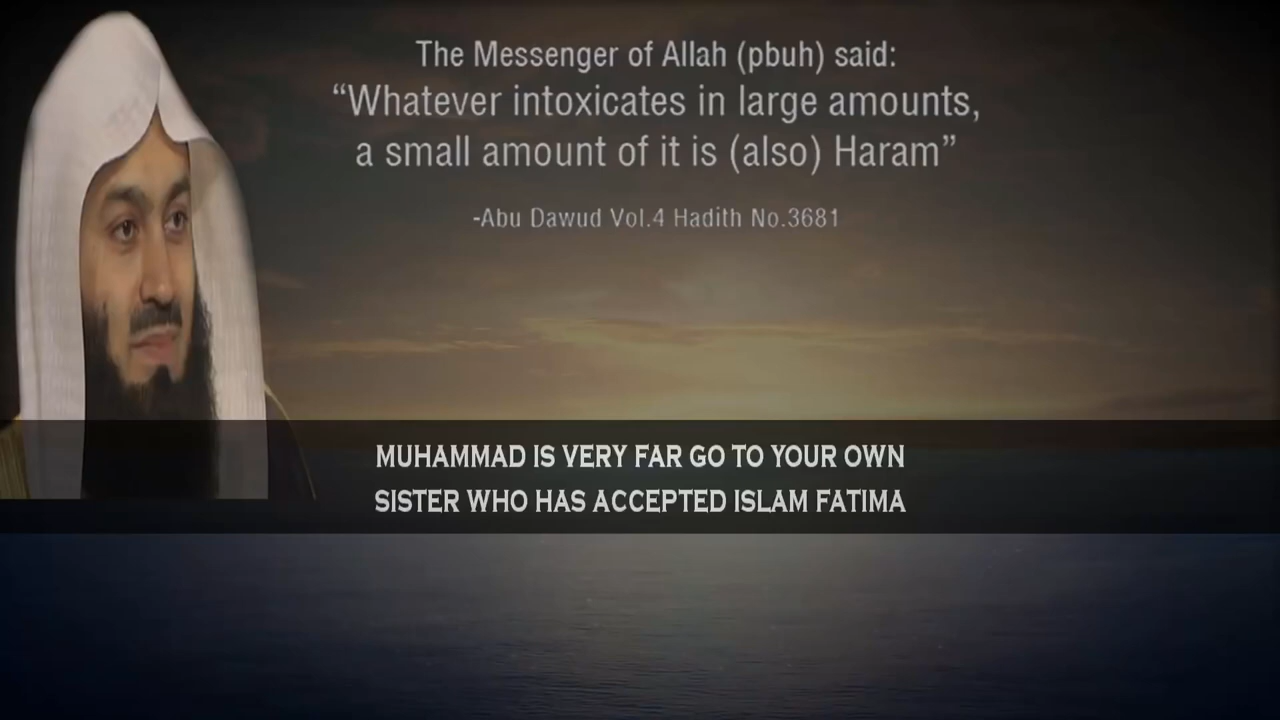 The Messenger of Allah (pbuh) said:
“Whatever intoxicates in large amounts,
a small amount of it is (also) Haram”
-Abu Dawud Vol.4 Hadith No.3681
MUHAMMAD IS VERY FAR GO TO YOUR OWN
SISTER WHO HAS ACCEPTED ISLAM FATIMA